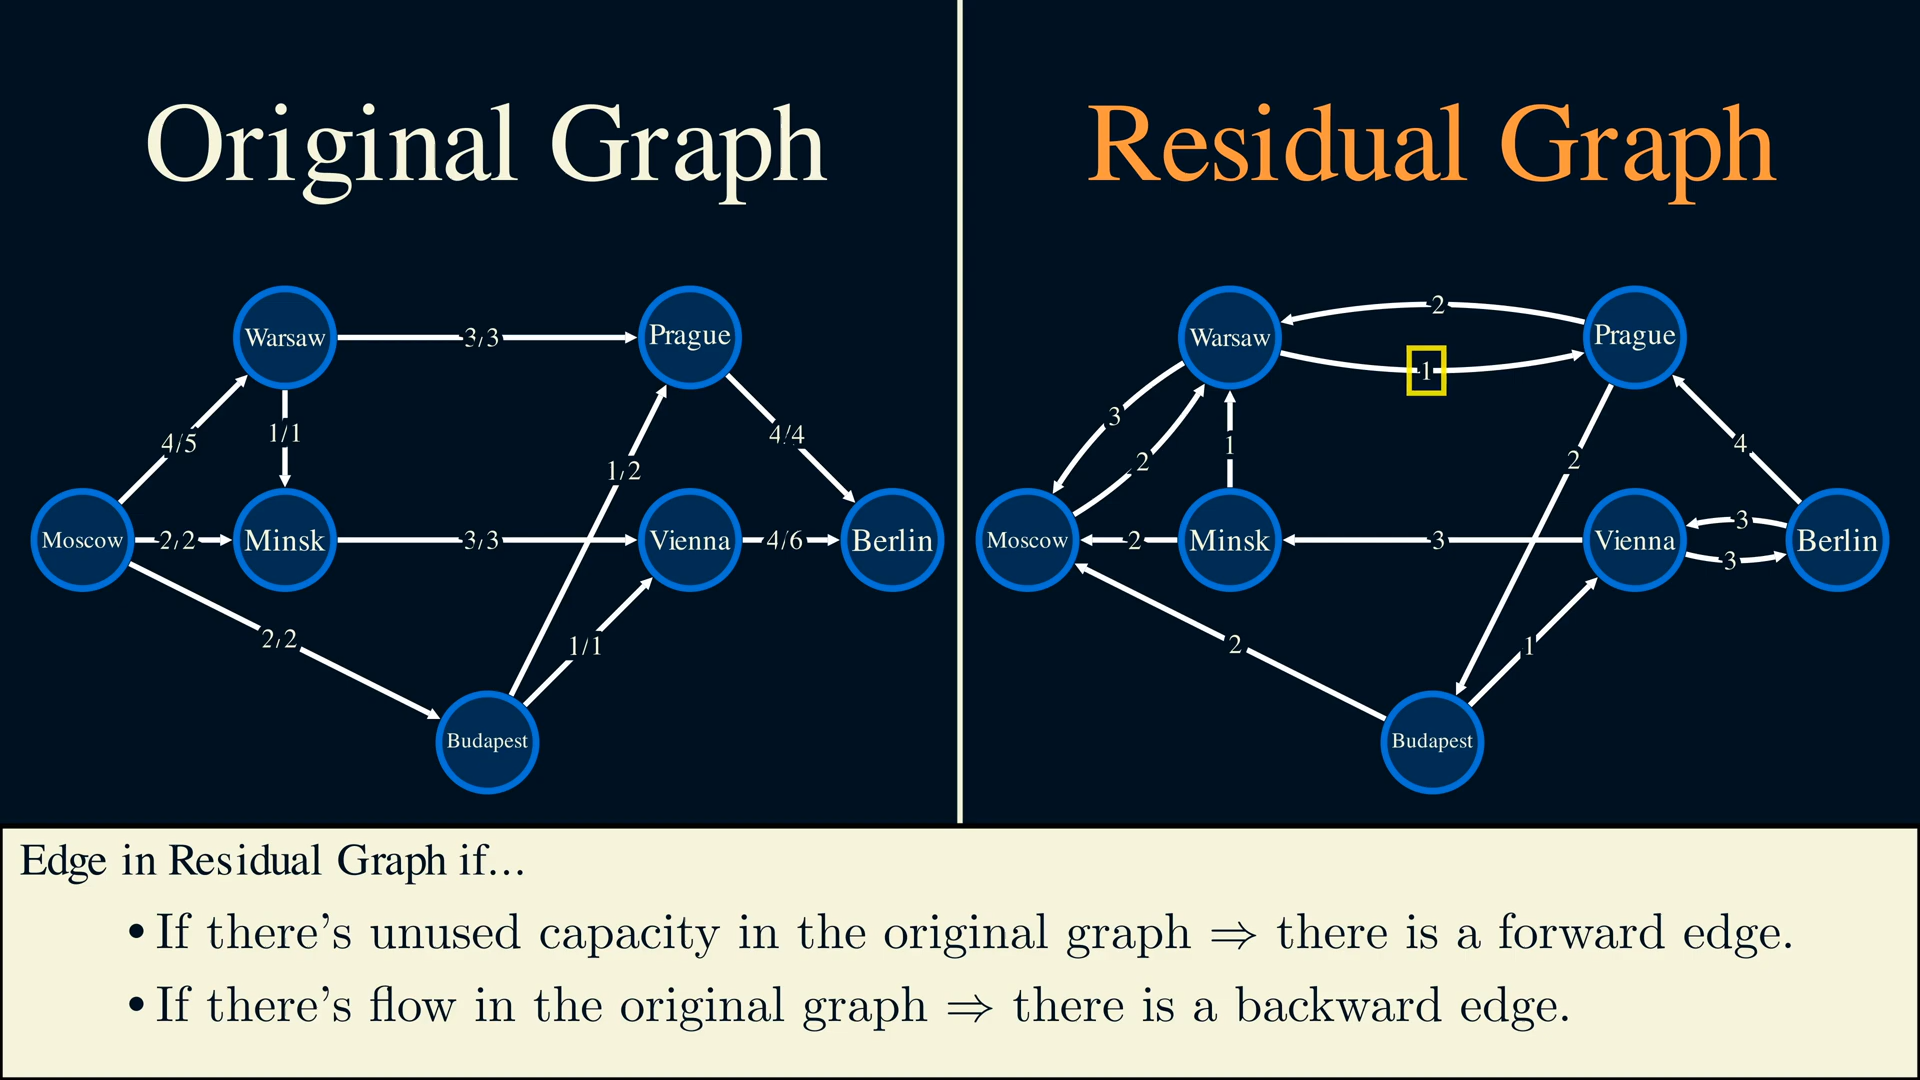 Original Graph
Warsaw
3/3
Prague
4/5
1/1
1/2
4/4
Moscow
2/2
Minsk
3/3
Vienna
4/6
Berlin
2/2
1/1
Budapest
Residual Graph
Warsaw
2
1
Prague
3
2
1
2
4
Moscow
2
Minsk
3
Vienna
3
3
Berlin
2
1
Budapest
Edge in Residual Graph if...
• If there's unused capacity in the original graph ⇒ there is a forward edge.
• If there's flow in the original graph ⇒ there is a backward edge.